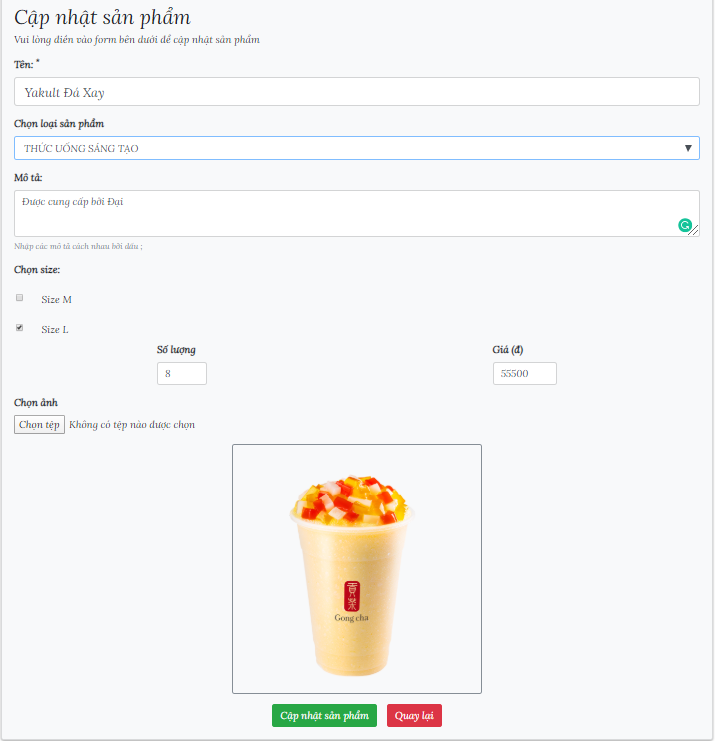 Cập nhật sản phẩm
Vui lòng điền vào form bên dưới để cập nhật sản phẩm
Tên: *
Yakult Đá Xay
Chọn loại sản phẩm
THỨC UỐNG SÁNG TẠO
Mô tả:
Được cung cấp bởi Đại
Nhập các mô tả cách nhau bởi dấu ;
Chọn size:
Size M
Size L
Số lượng
Giá (đ)
8
55500
Chọn ảnh
Chọn tệp Không có tệp nào được chọn
貢茶
Gong cha
Cập nhật sản phẩm
Quay lại